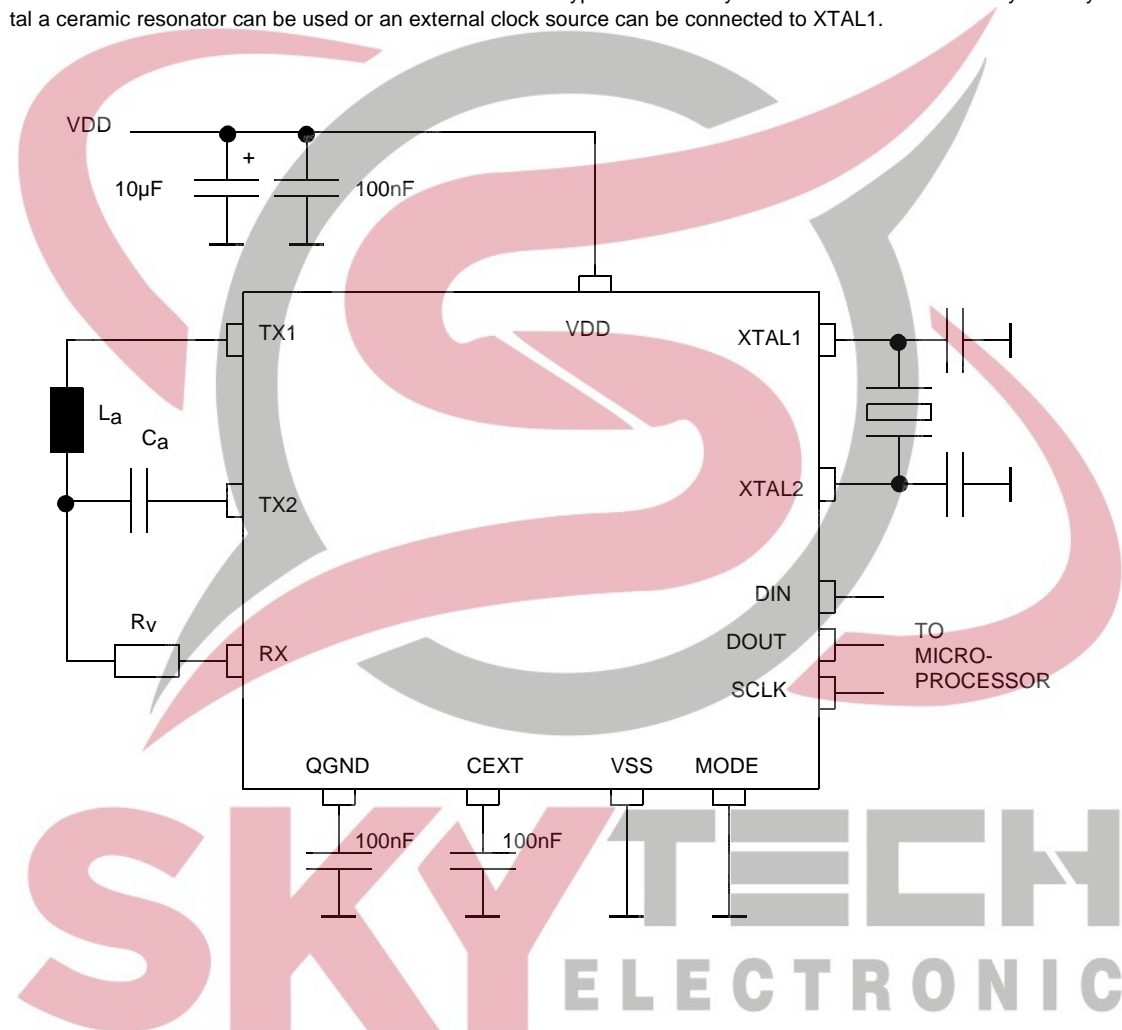 tal a ceramic resonator can be used or an external clock source can be connected to XTAL1.
VDD
+
10µF
100nF
VDD
TX1
XTAL1
La
Ca
TX2
XTAL2
DIN
Rv
RX
DOUT
TO
MICRO-
PROCESSOR
SCLK
QGND
CEXT
VSS
MODE
100nF
100nF
SKY TECH
ELECTRONIC